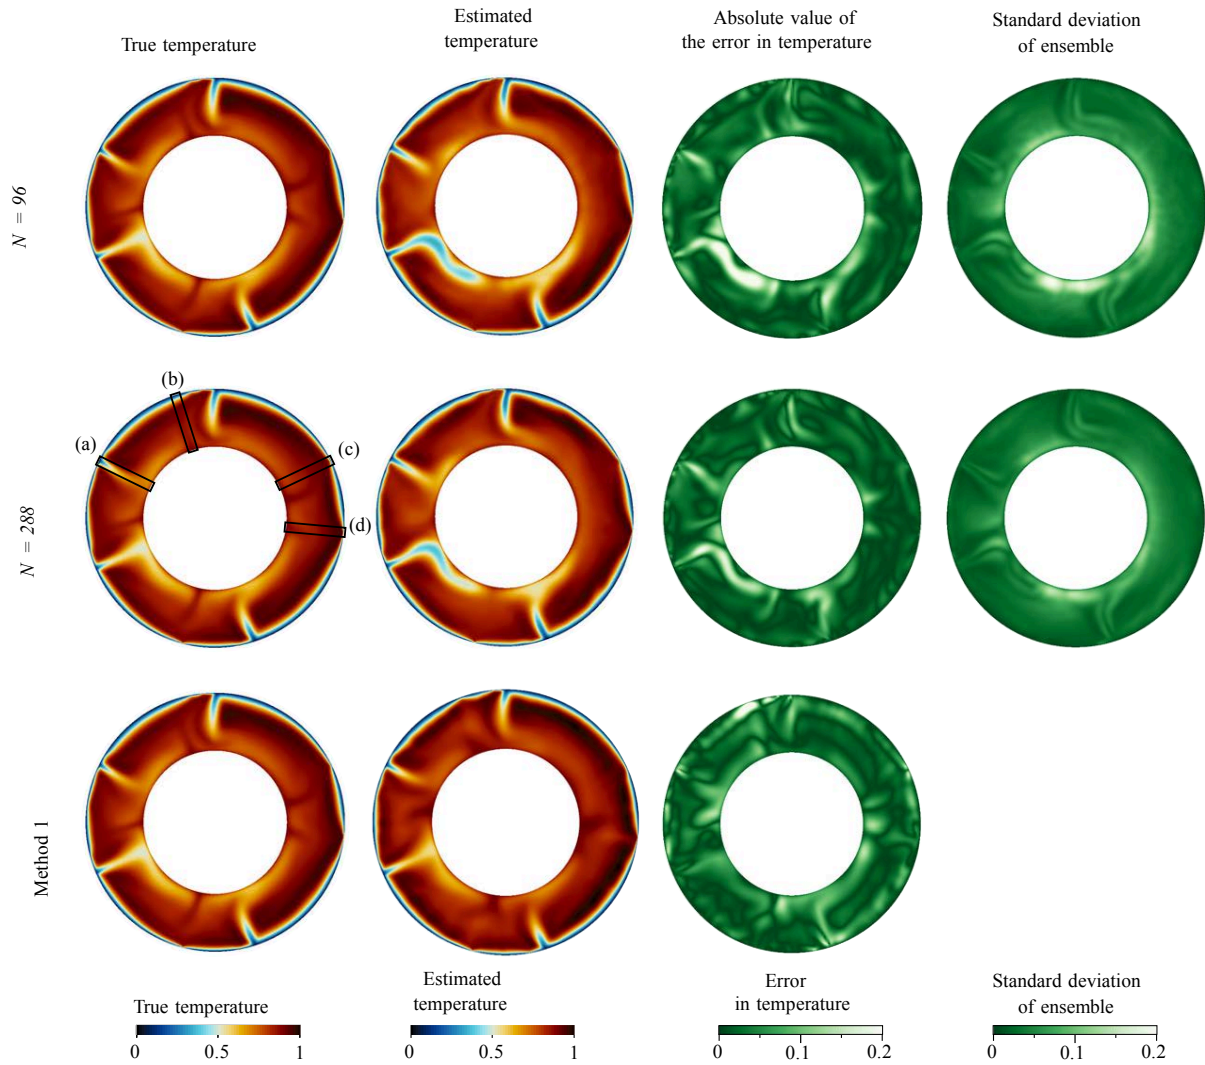 True temperature
Estimated
temperature
Absolute value of
the error in temperature
Standard deviation
of ensemble
N = 96
N = 288
(a)
(b)
(c)
(d)
Method 1
True temperature
0 0.5 1
Estimated
temperature
0 0.5 1
Error
in temperature
0 0.1 0.2
Standard deviation
of ensemble
0 0.1 0.2